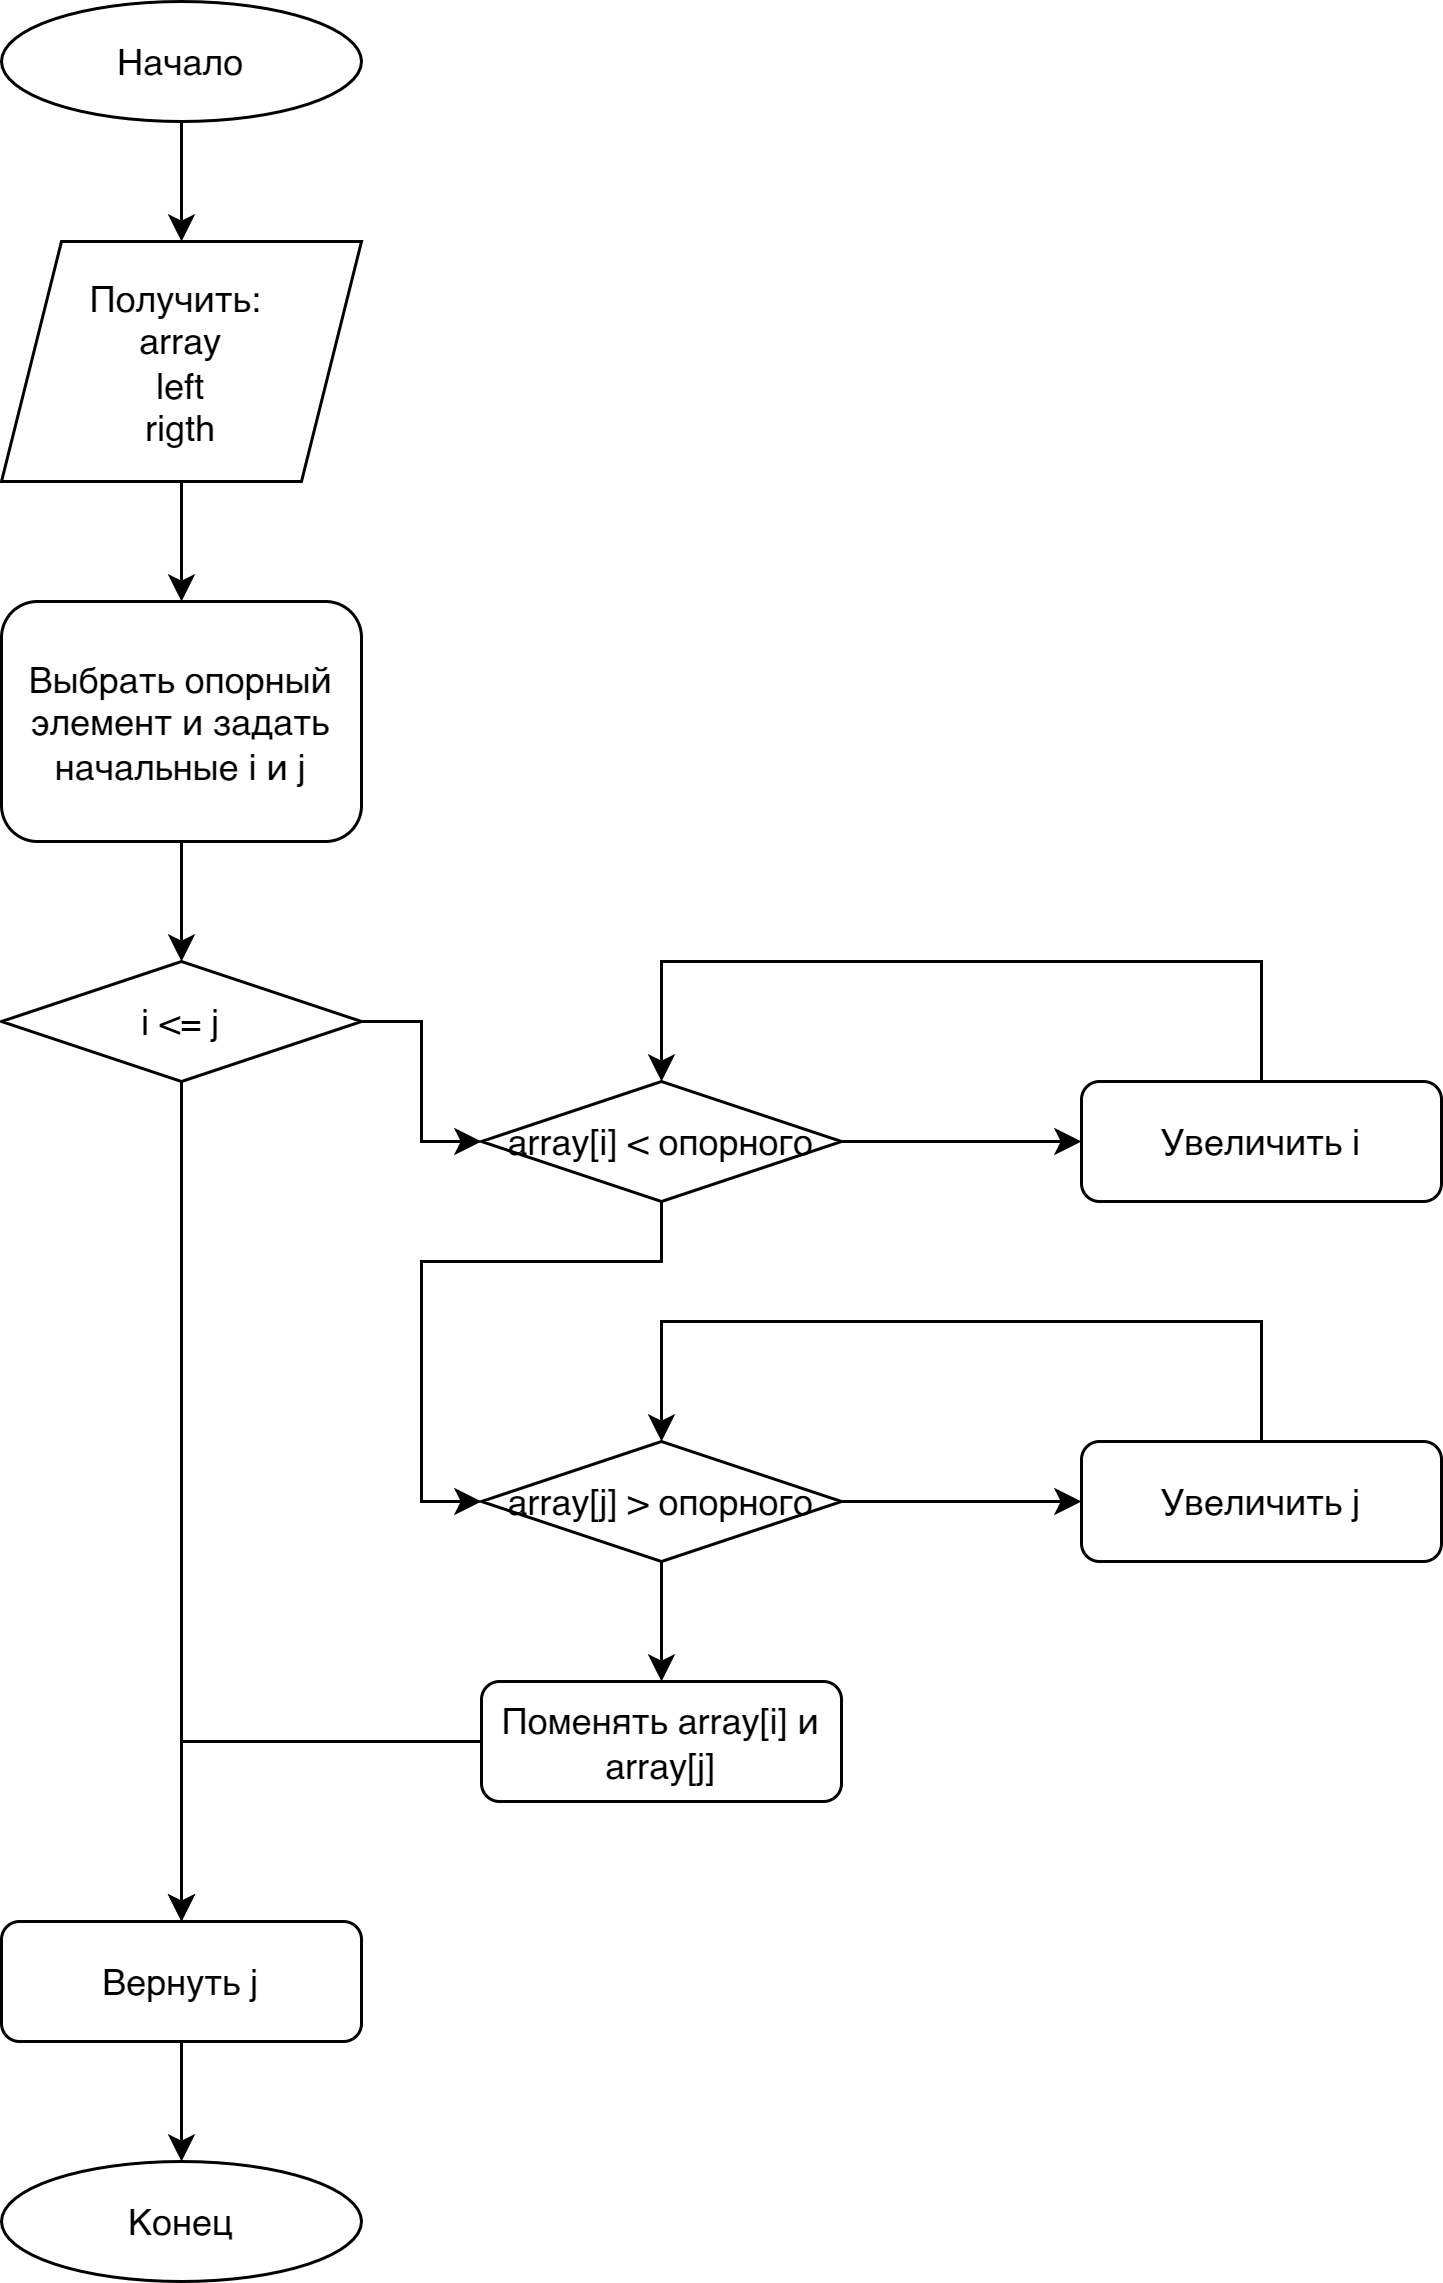 Начало
Получить:
array
left
rigth
Выбрать опорный
элемент и задать
начальные i и j
i <= j
array[i] < опорного
Увеличить i
array[j] > опорного
Увеличить j
Поменять array[i] и
array[j]
Вернуть j
Конец